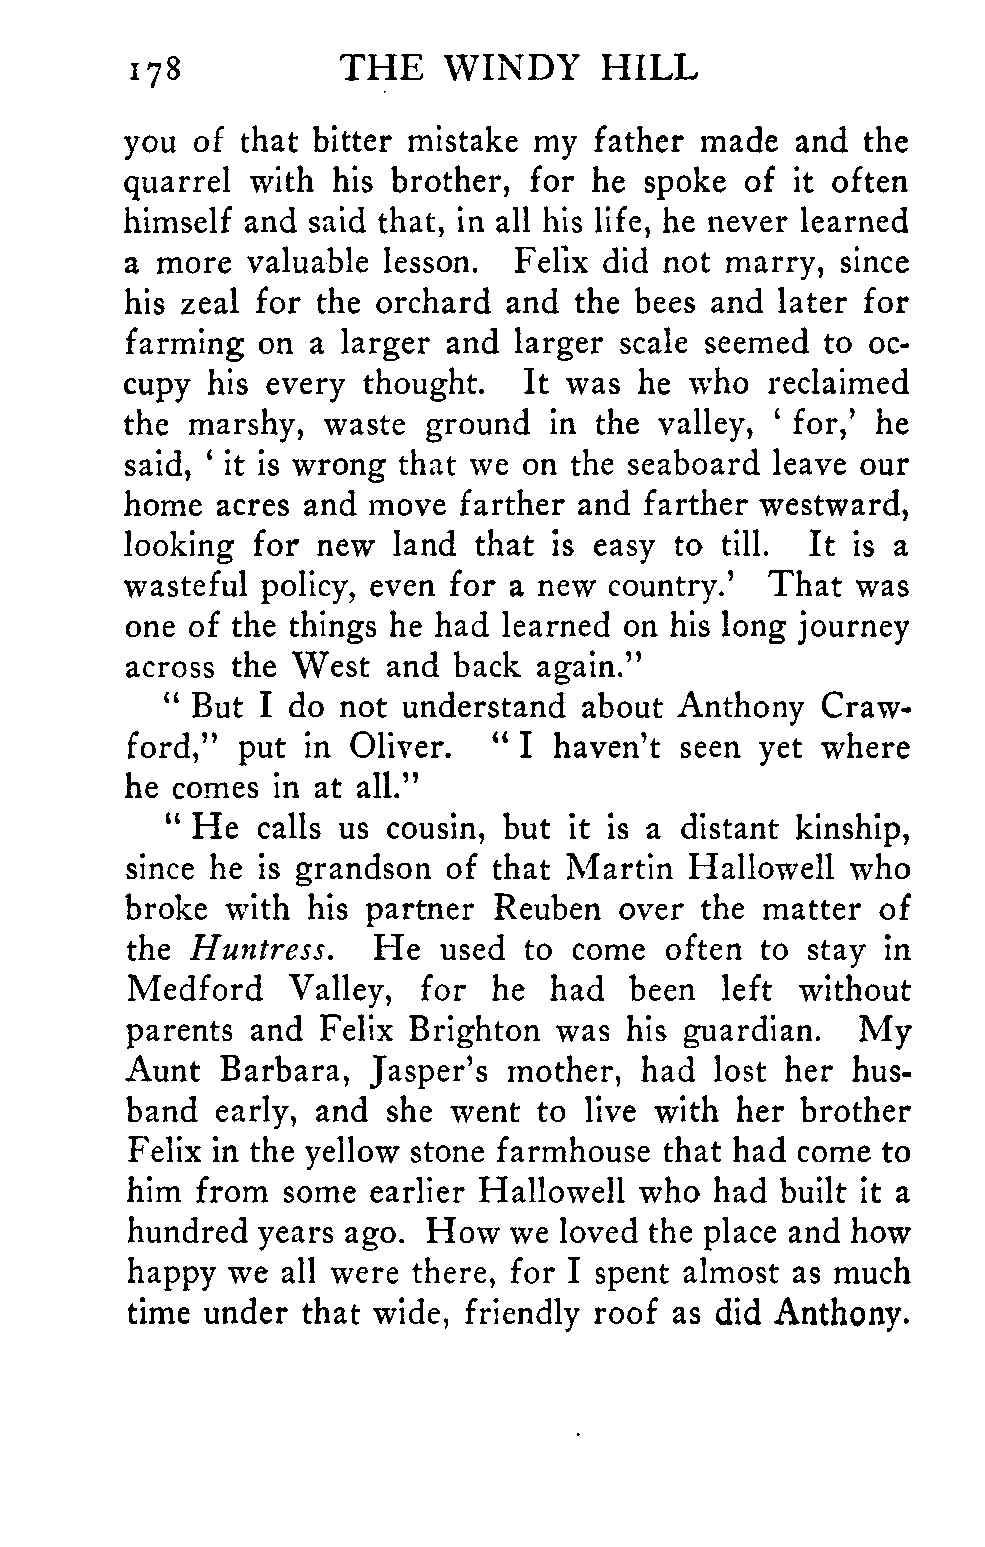 178 THE WINDY HILL
you of that bitter mistake my father made and the
quarrel with his brother, for he spoke of it often
himself and said that, in all his life, he never learned
a more valuable lesson. Felix did not marry, since
his zeal for the orchard and the bees and later for
farming on a larger and larger scale seemed to oc-
cupy his every thought. It was he who reclaimed
the marshy, waste ground in the valley, ‘ for,’ he
said, ‘ it is wrong that we on the seaboard leave our
home acres and move farther and farther westward,
looking for new land that is easy to till. It is a
wasteful policy, even for a new country.’ That was
one of the things he had learned on his long journey
across the West and back again.”
“ But I do not understand about Anthony Craw-
ford,” put in Oliver. “ I haven’t seen yet where
he comes in at all.”
“ He calls us cousin, but it is a distant kinship,
since he is grandson of that Martin Hallowell who
broke with his partner Reuben over the matter of
the Huntress. He used to come often to stay in
Medford Valley, for he had been left without
parents and Felix Brighton was his guardian. My
Aunt Barbara, Jasper’s mother, had lost her hus-
band early, and she went to live with her brother
Felix in the yellow stone farmhouse that had come to
him from some earlier Hallowell who had built it a
hundred years ago. How we loved the place and how
happy we all were there, for I spent almost as much
time under that wide, friendly roof as did Anthony.